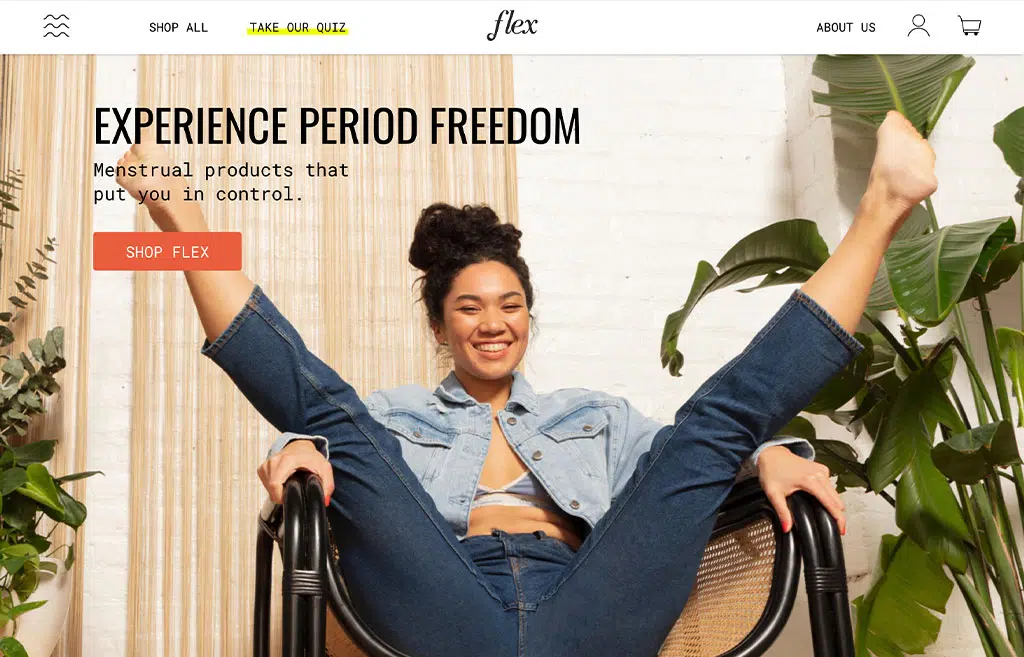 SHOP ALL
TAKE OUR QUIZ
flex
ABOUT US
EXPERIENCE PERIOD FREEDOM
Menstrual products that
put you in control.
SHOP FLEX